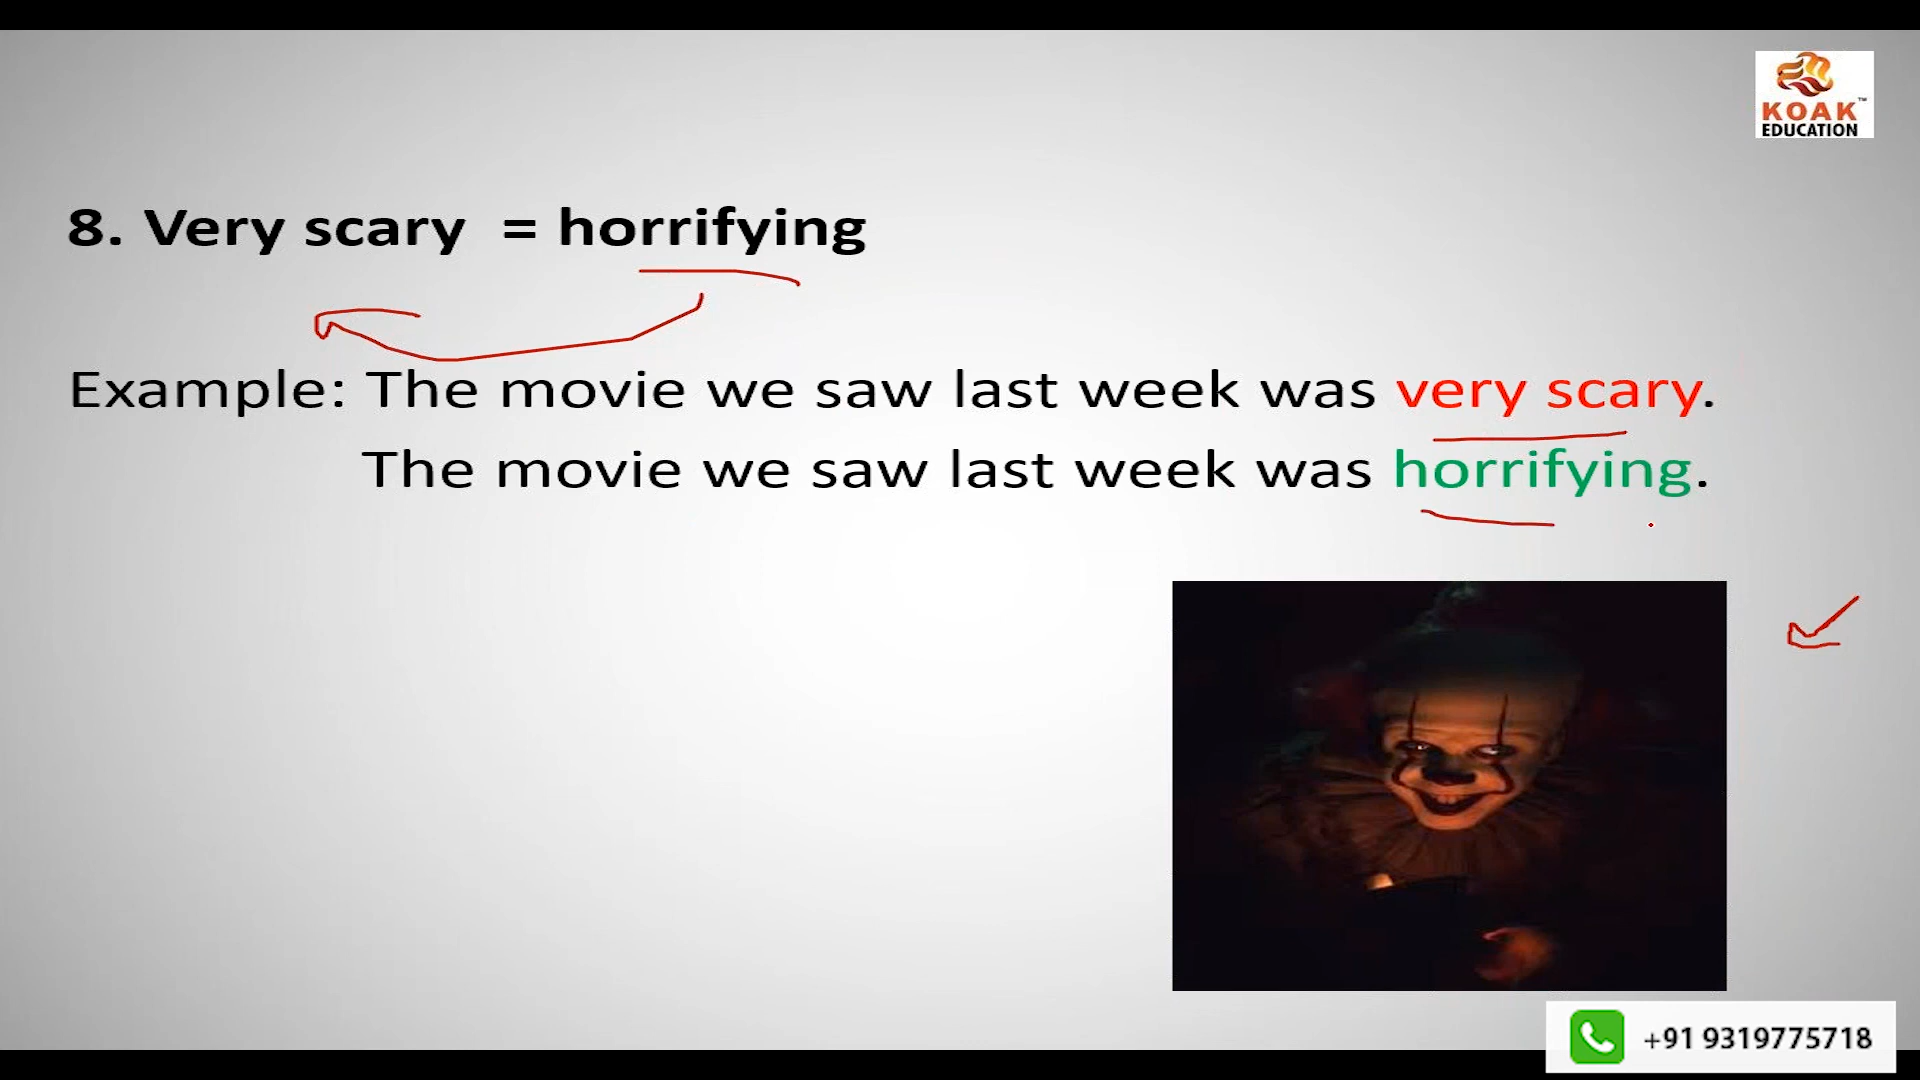 KOAK™
EDUCATION
8. Very scary = horrifying
Example: The movie we saw last week was very scary.
The movie we saw last week was horrifying.
+91 9319775718